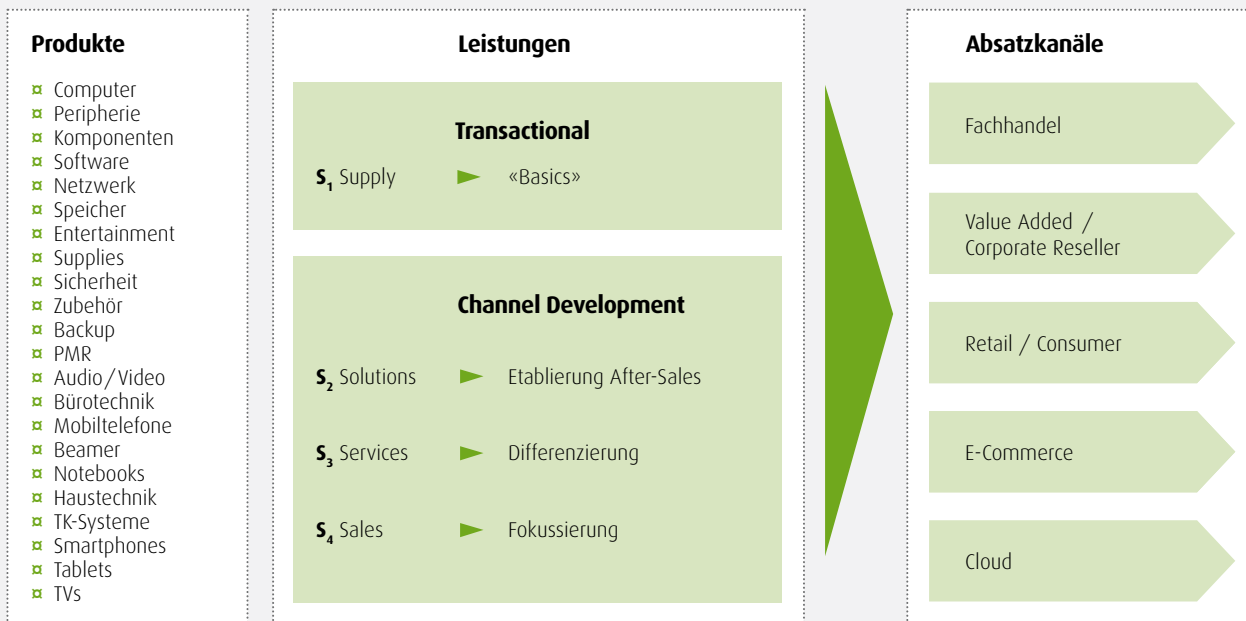 Produkte
¤ Computer
¤ Peripherie
¤ Komponenten
¤ Software
¤ Netzwerk
¤ Speicher
¤ Entertainment
¤ Supplies
¤ Sicherheit
¤ Zubehör
¤ Backup
¤ PMR
¤ Audio/Video
¤ Bürotechnik
¤ Mobiltelefone
¤ Beamer
¤ Notebooks
¤ Haustechnik
¤ TK-Systeme
¤ Smartphones
¤ Tablets
¤ TVs
Leistungen
Transactional
S₁ Supply ► «Basics»
Channel Development
S₂ Solutions ► Etablierung After-Sales
S₃ Services ► Differenzierung
S₄ Sales ► Fokussierung
Absatzkanäle
Fachhandel
Value Added /
Corporate Reseller
Retail / Consumer
E-Commerce
Cloud